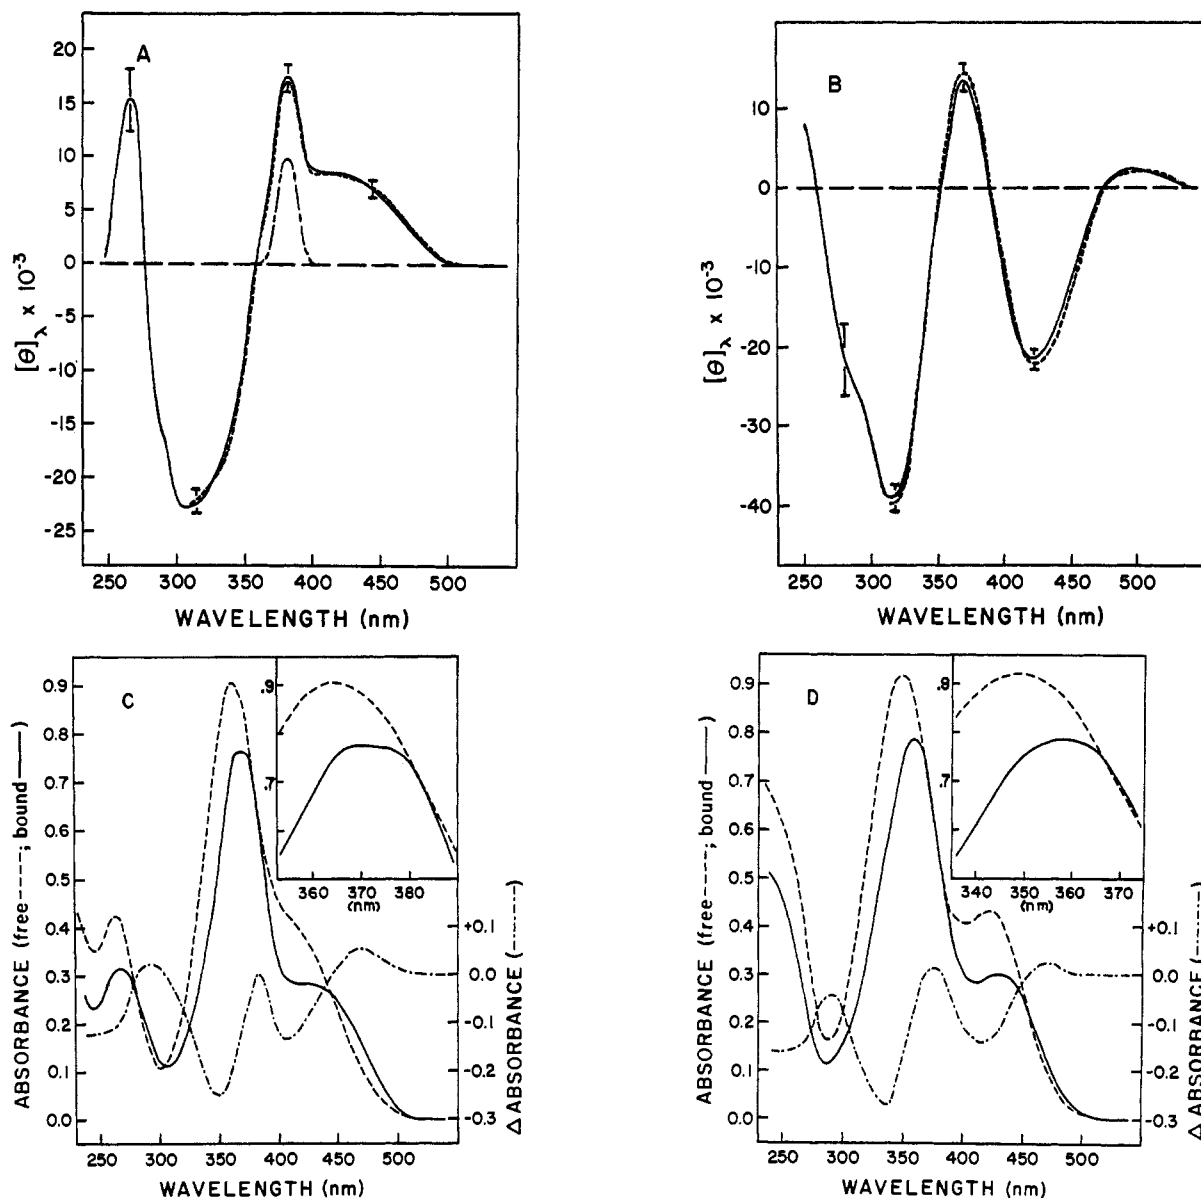 A
20
15
10
5
0
-5
-10
-15
-20
-25
[θ]λ x 10-3
250 300 350 400 450 500
WAVELENGTH (nm)
B
10
0
-10
-20
-30
-40
[θ]λ x 10-3
250 300 350 400 450 500
WAVELENGTH (nm)
C
0.9
0.8
0.7
0.6
0.5
0.4
0.3
0.2
0.1
0.0
ABSORBANCE (free ----; bound ——)
.9
.7
360 370 380
(nm)
+0.1
0.0
-0.1
-0.2
-0.3
Δ ABSORBANCE (—·—·—)
250 300 350 400 450 500
WAVELENGTH (nm)
D
0.9
0.8
0.7
0.6
0.5
0.4
0.3
0.2
0.1
0.0
ABSORBANCE (free ----; bound ——)
.8
.7
340 350 360 370
(nm)
+0.1
0.0
-0.1
-0.2
-0.3
Δ ABSORBANCE (—·—·—)
250 300 350 400 450 500
WAVELENGTH (nm)